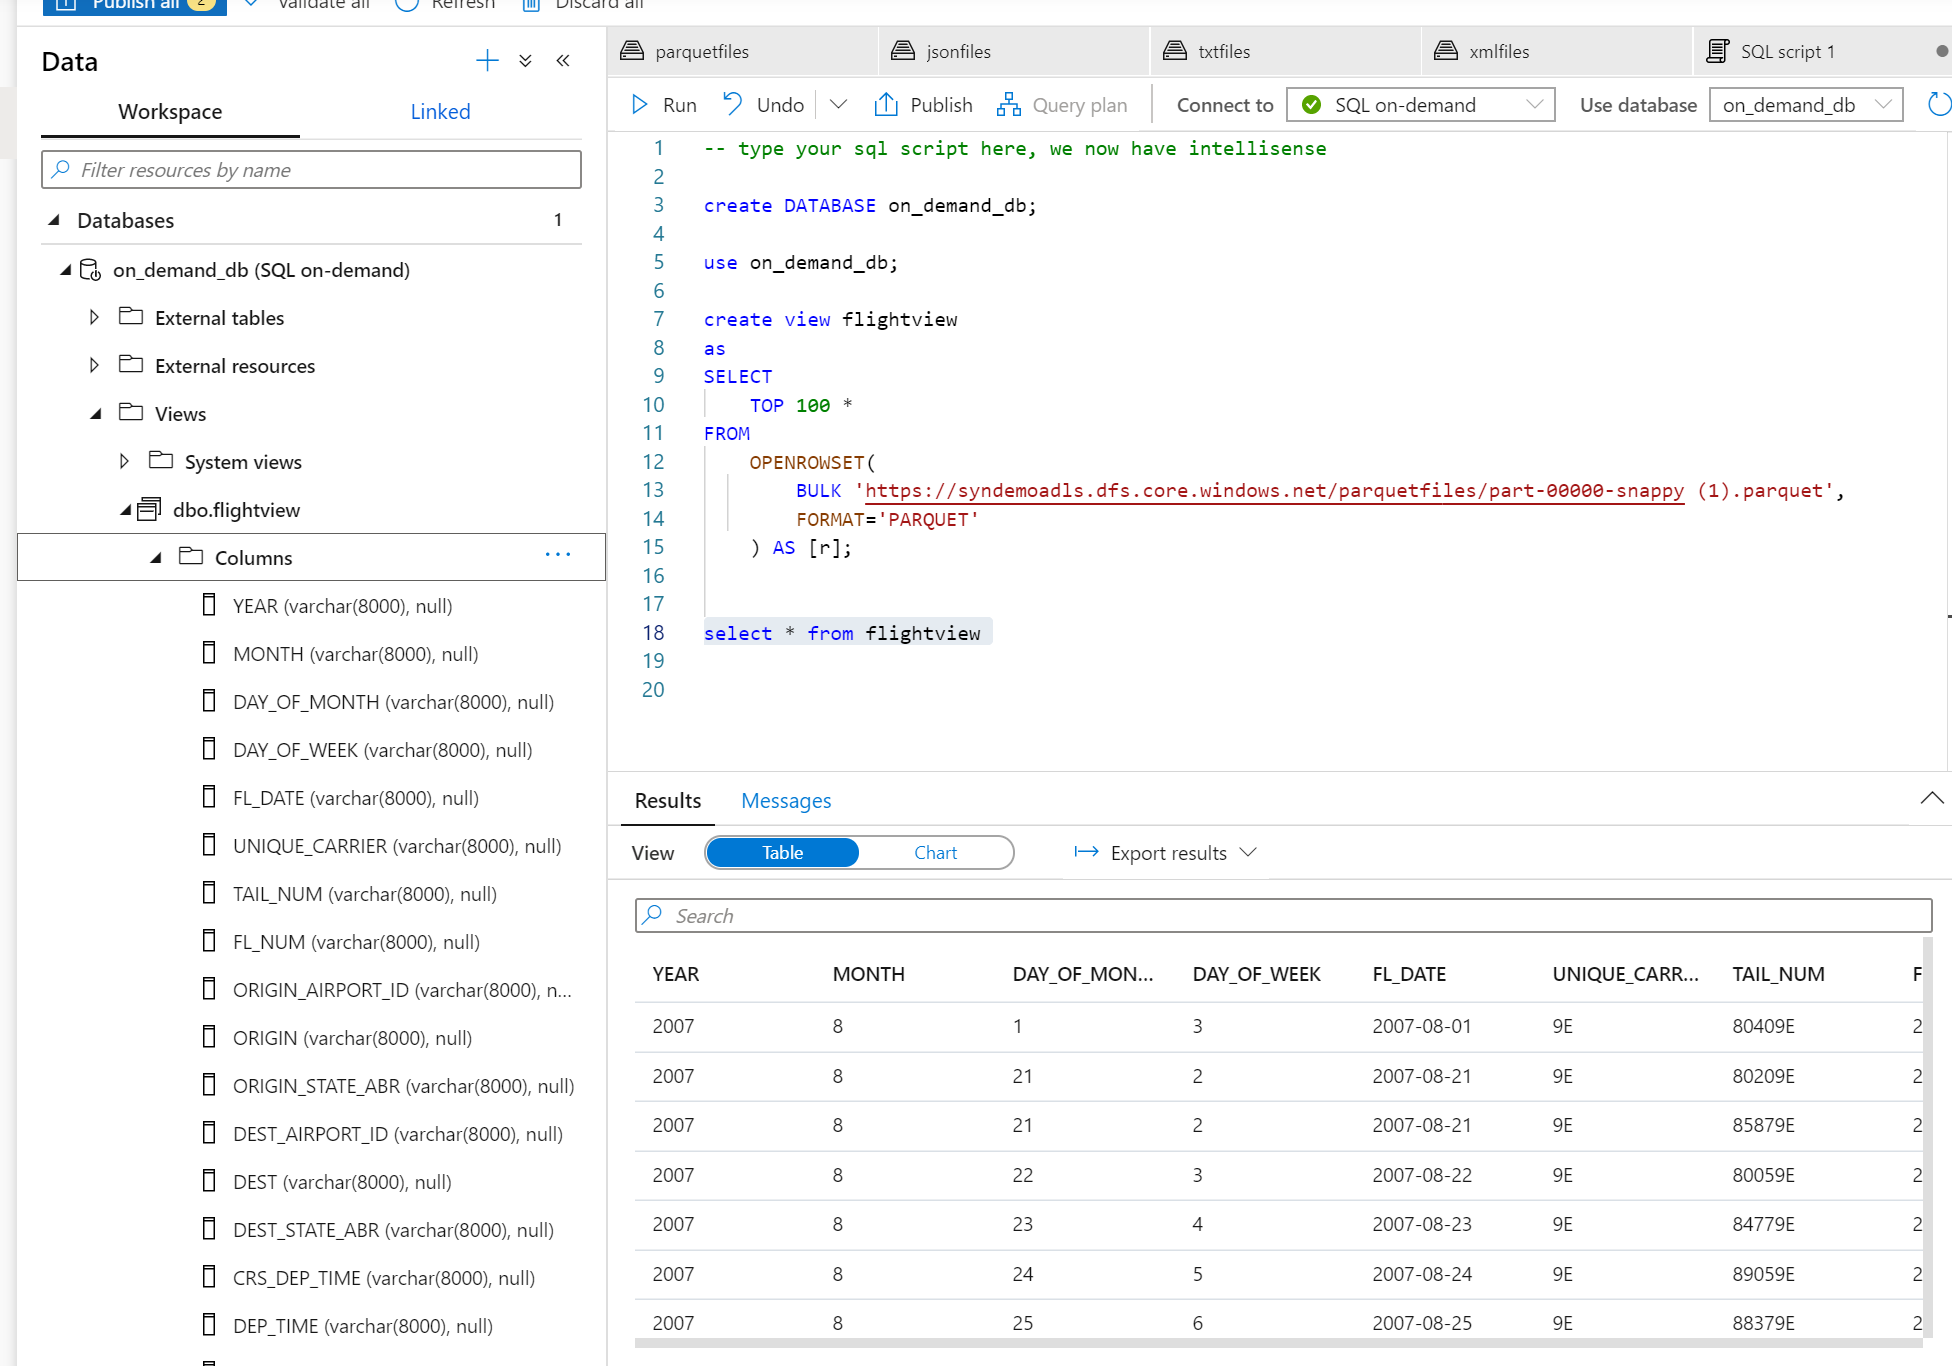 Publish all 2 Validate all Refresh Discard all
Data
Workspace Linked
Filter resources by name
Databases 1
on_demand_db (SQL on-demand)
External tables
External resources
Views
System views
dbo.flightview
Columns ...
YEAR (varchar(8000), null)
MONTH (varchar(8000), null)
DAY_OF_MONTH (varchar(8000), null)
DAY_OF_WEEK (varchar(8000), null)
FL_DATE (varchar(8000), null)
UNIQUE_CARRIER (varchar(8000), null)
TAIL_NUM (varchar(8000), null)
FL_NUM (varchar(8000), null)
ORIGIN_AIRPORT_ID (varchar(8000), n...
ORIGIN (varchar(8000), null)
ORIGIN_STATE_ABR (varchar(8000), null)
DEST_AIRPORT_ID (varchar(8000), null)
DEST (varchar(8000), null)
DEST_STATE_ABR (varchar(8000), null)
CRS_DEP_TIME (varchar(8000), null)
DEP_TIME (varchar(8000), null)
parquetfiles jsonfiles txtfiles xmlfiles SQL script 1
Run Undo Publish Query plan Connect to SQL on-demand Use database on_demand_db
1 -- type your sql script here, we now have intellisense
2
3 create DATABASE on_demand_db;
4
5 use on_demand_db;
6
7 create view flightview
8 as
9 SELECT
10 TOP 100 *
11 FROM
12 OPENROWSET(
13 BULK 'https://syndemoadls.dfs.core.windows.net/parquetfiles/part-00000-snappy (1).parquet',
14 FORMAT='PARQUET'
15 ) AS [r];
16
17
18 select * from flightview
19
20
Results Messages
View Table Chart Export results
Search
YEAR MONTH DAY_OF_MON... DAY_OF_WEEK FL_DATE UNIQUE_CARR... TAIL_NUM F
2007 8 1 3 2007-08-01 9E 80409E 2
2007 8 21 2 2007-08-21 9E 80209E 2
2007 8 21 2 2007-08-21 9E 85879E 2
2007 8 22 3 2007-08-22 9E 80059E 2
2007 8 23 4 2007-08-23 9E 84779E 2
2007 8 24 5 2007-08-24 9E 89059E 2
2007 8 25 6 2007-08-25 9E 88379E 2